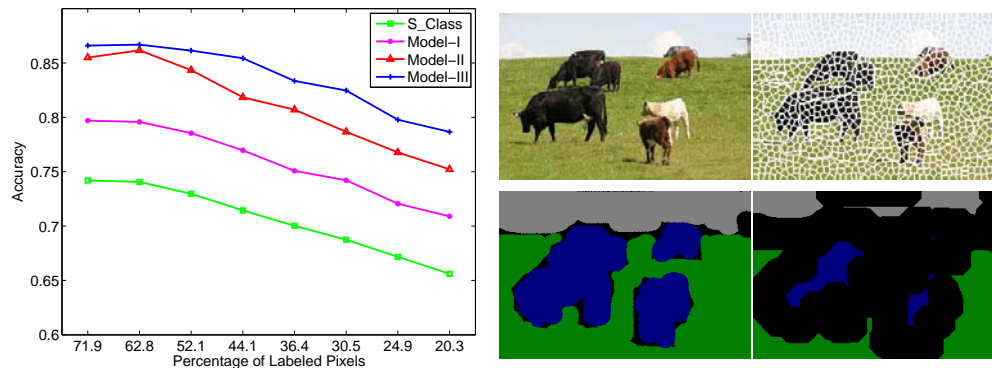 S_Class
Model-I
Model-II
Model-III
0.85
0.8
0.75
0.7
0.65
0.6
Accuracy
71.9 62.8 52.1 44.1 36.4 30.5 24.9 20.3
Percentage of Labeled Pixels